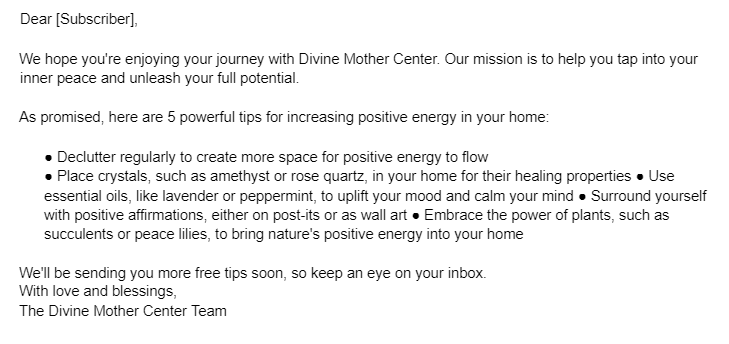 Dear [Subscriber],
We hope you're enjoying your journey with Divine Mother Center. Our mission is to help you tap into your
inner peace and unleash your full potential.
As promised, here are 5 powerful tips for increasing positive energy in your home:
● Declutter regularly to create more space for positive energy to flow
● Place crystals, such as amethyst or rose quartz, in your home for their healing properties ● Use
essential oils, like lavender or peppermint, to uplift your mood and calm your mind ● Surround yourself
with positive affirmations, either on post-its or as wall art ● Embrace the power of plants, such as
succulents or peace lilies, to bring nature's positive energy into your home
We'll be sending you more free tips soon, so keep an eye on your inbox.
With love and blessings,
The Divine Mother Center Team